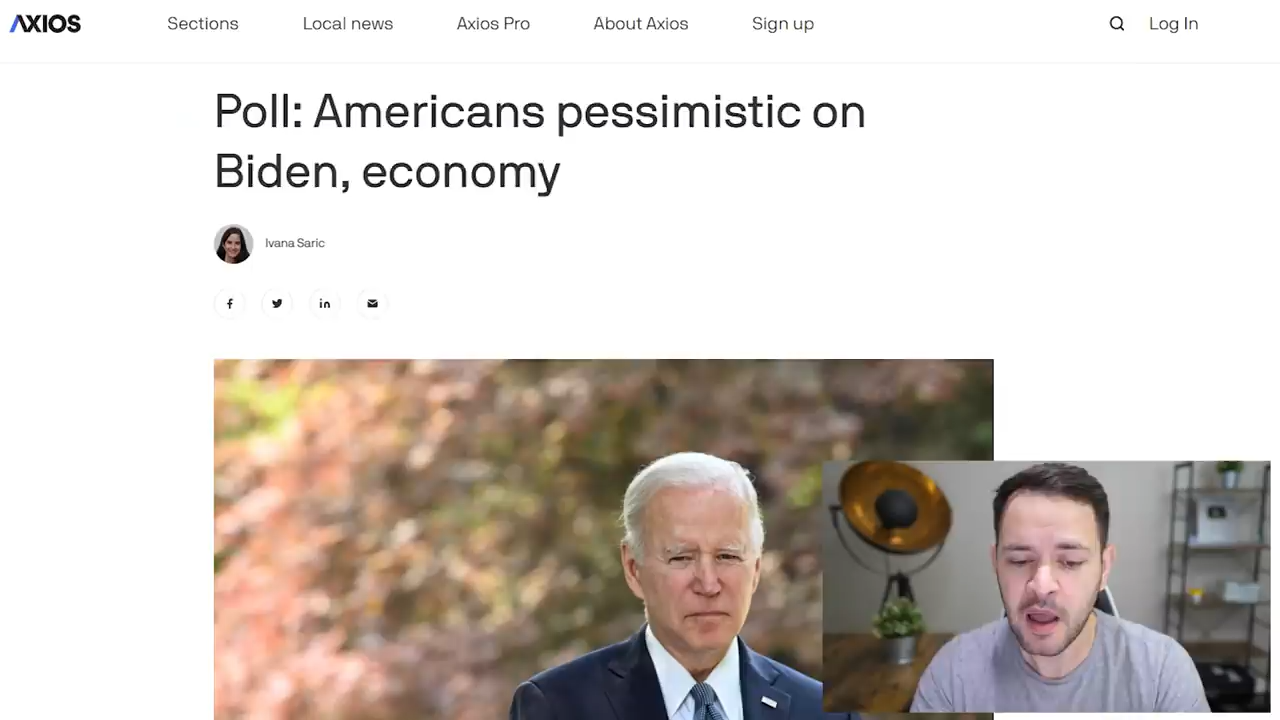 AXIOS
Sections
Local news
Axios Pro
About Axios
Sign up
Log In
Poll: Americans pessimistic on
Biden, economy
Ivana Saric